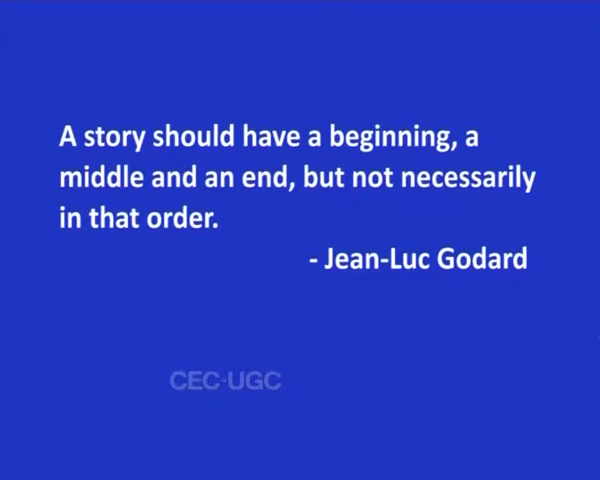 A story should have a beginning, a
middle and an end, but not necessarily
in that order.
- Jean-Luc Godard
CEC-UGC